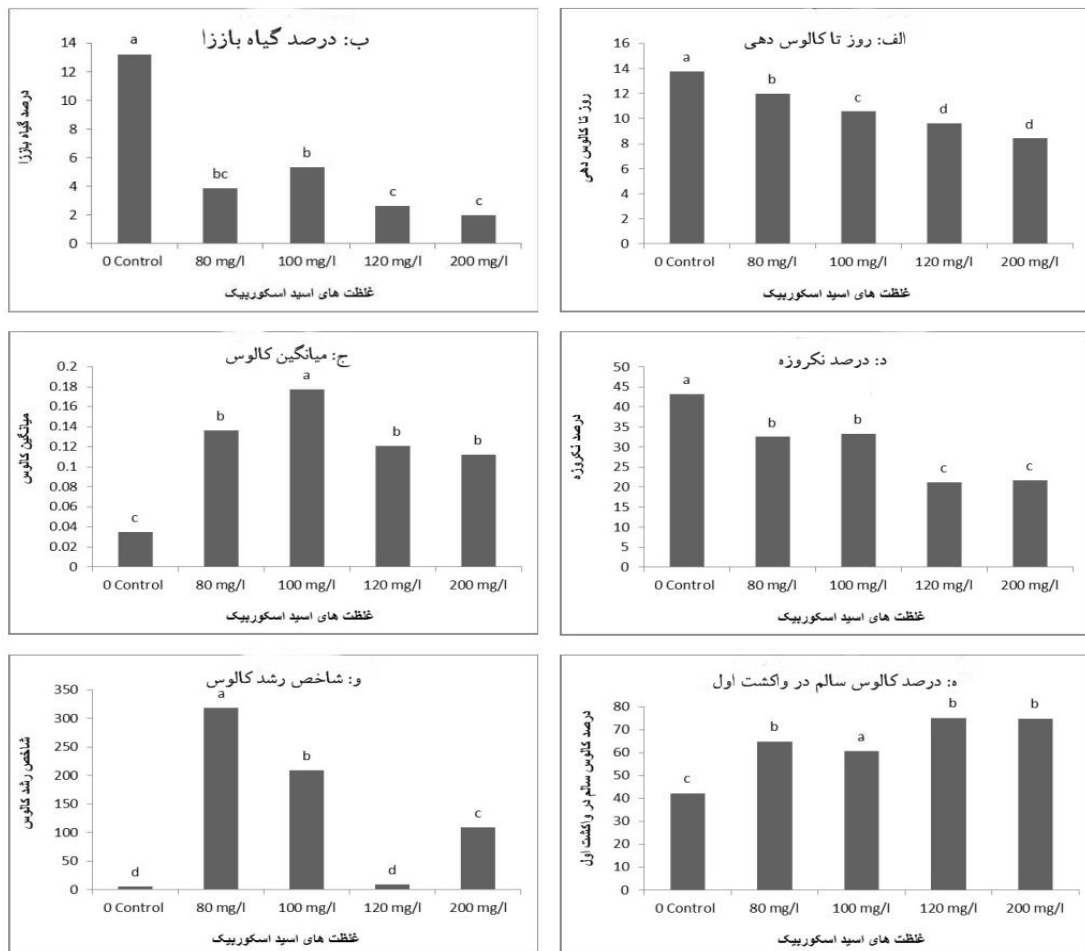 الف: روز تا کالوس دهی
روز تا کالوس دهی
16
14
12
10
8
6
4
2
0
a
b
c
d
d
0 Control 80 mg/l 100 mg/l 120 mg/l 200 mg/l
غلظت های اسید اسکوربیک
ب: درصد گیاه باززا
درصد گیاه باززا
14
12
10
8
6
4
2
0
a
bc
b
c
c
0 Control 80 mg/l 100 mg/l 120 mg/l 200 mg/l
غلظت های اسید اسکوربیک
ج: میانگین کالوس
میانگین کالوس
0.2
0.18
0.16
0.14
0.12
0.1
0.08
0.06
0.04
0.02
0
c
b
a
b
b
0 Control 80 mg/l 100 mg/l 120 mg/l 200 mg/l
غلظت های اسید اسکوربیک
د: درصد نکروزه
درصد نکروزه
50
45
40
35
30
25
20
15
10
5
0
a
b
b
c
c
0 Control 80 mg/l 100 mg/l 120 mg/l 200 mg/l
غلظت های اسید اسکوربیک
ه: درصد کالوس سالم در واکشت اول
درصد کالوس سالم در واکشت اول
80
70
60
50
40
30
20
10
0
c
b
a
b
b
0 Control 80 mg/l 100 mg/l 120 mg/l 200 mg/l
غلظت های اسید اسکوربیک
و: شاخص رشد کالوس
شاخص رشد کالوس
350
300
250
200
150
100
50
0
d
a
b
d
c
0 Control 80 mg/l 100 mg/l 120 mg/l 200 mg/l
غلظت های اسید اسکوربیک